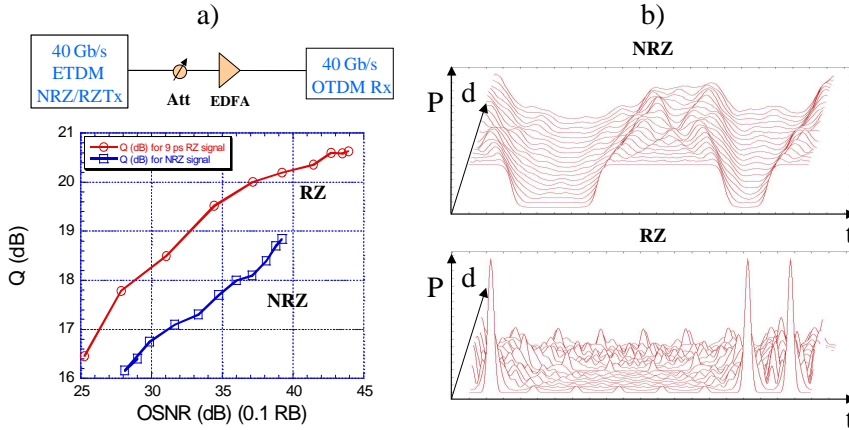 a)
40 Gb/s
ETDM
NRZ/RZTx
Att
EDFA
40 Gb/s
OTDM Rx
21
20
19
18
17
16
Q (dB)
Q (dB) for 9 ps RZ signal
Q (dB) for NRZ signal
RZ
NRZ
25
30
35
40
45
OSNR (dB) (0.1 RB)
b)
NRZ
P
d
t
RZ
P
d
t